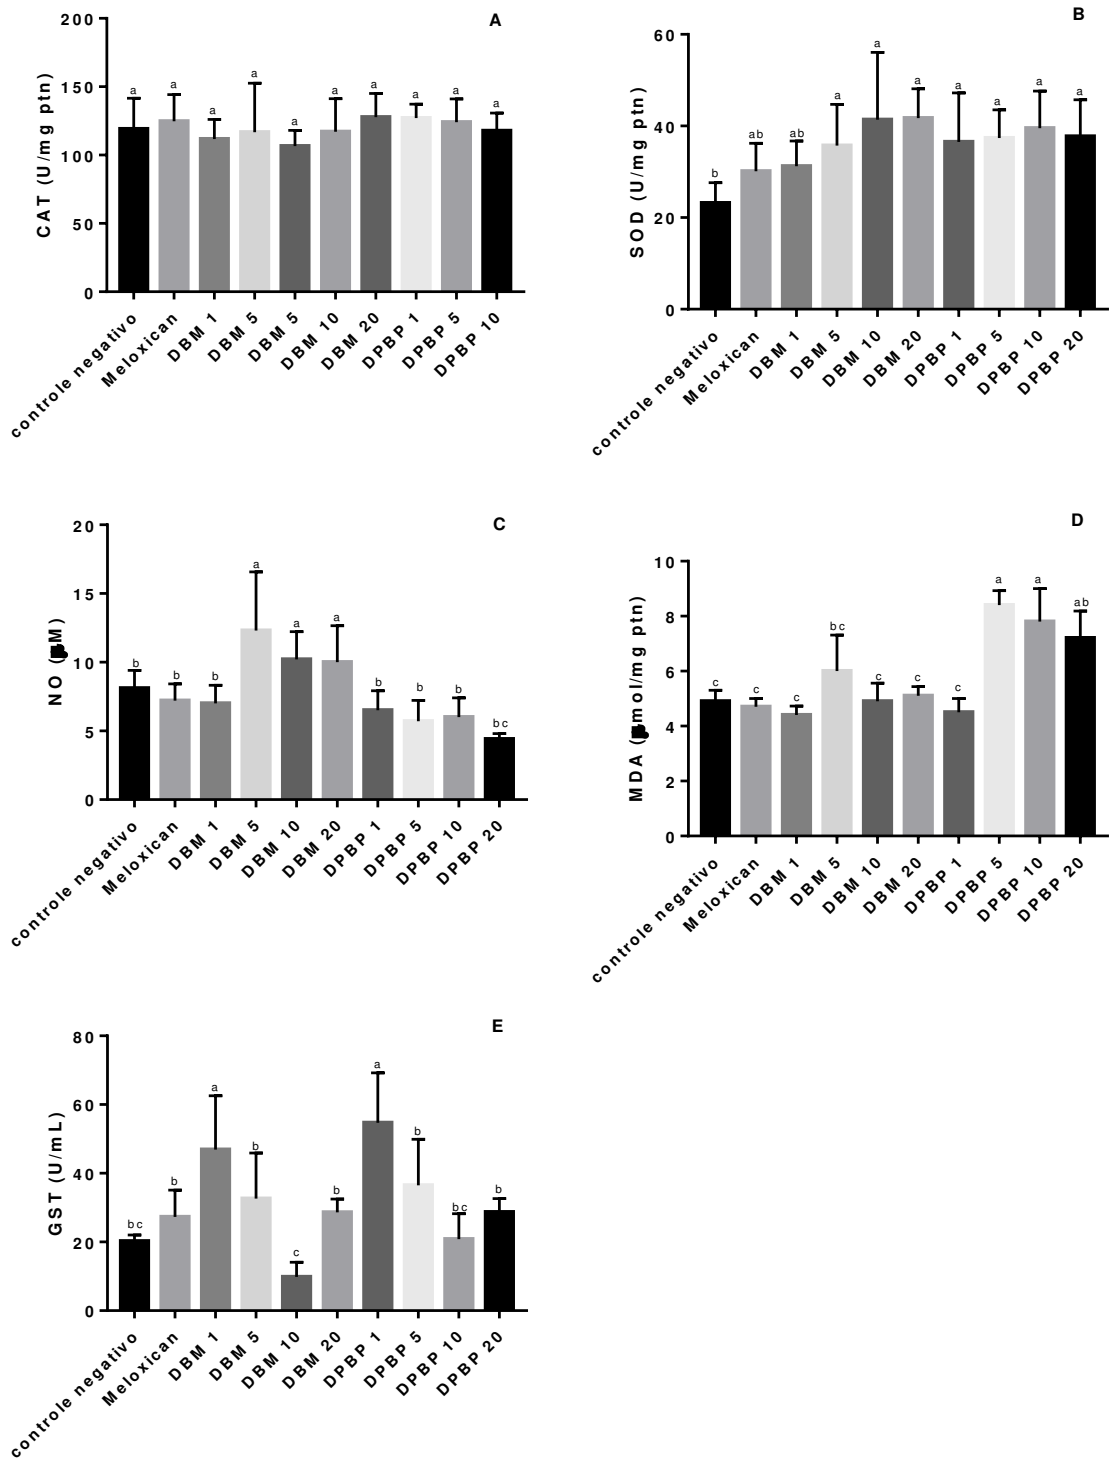 A
200
150
100
50
0
CAT (U/mg ptn)
a a a a a a a a a a
controle negativo
Meloxican
DBM 1
DBM 5
DBM 5
DBM 10
DBM 20
DPBP 1
DPBP 5
DPBP 10
B
60
40
20
0
SOD (U/mg ptn)
b ab ab a a a a a a a
controle negativo
Meloxican
DBM 1
DBM 5
DBM 10
DBM 20
DPBP 1
DPBP 5
DPBP 10
DPBP 20
C
20
15
10
5
0
NO (M)
b b b a a a b b b bc
controle negativo
Meloxican
DBM 1
DBM 5
DBM 10
DBM 20
DPBP 1
DPBP 5
DPBP 10
DPBP 20
D
10
8
6
4
2
0
MDA (mol/mg ptn)
c c c bc c c c a a ab
controle negativo
Meloxican
DBM 1
DBM 5
DBM 10
DBM 20
DPBP 1
DPBP 5
DPBP 10
DPBP 20
E
80
60
40
20
0
GST (U/mL)
bc b a b c b a b bc b
controle negativo
Meloxican
DBM 1
DBM 5
DBM 10
DBM 20
DPBP 1
DPBP 5
DPBP 10
DPBP 20